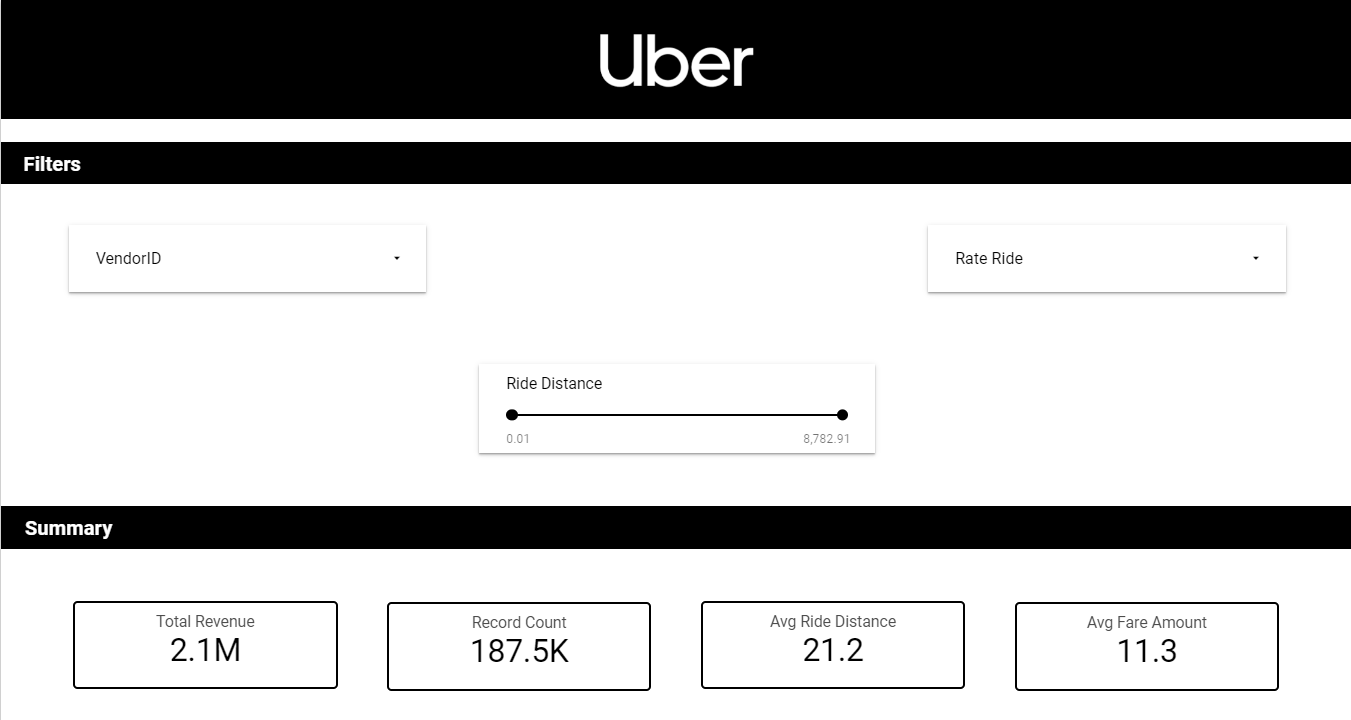 Uber
Filters
VendorID
Rate Ride
Ride Distance
0.01 8,782.91
Summary
Total Revenue
2.1M
Record Count
187.5K
Avg Ride Distance
21.2
Avg Fare Amount
11.3